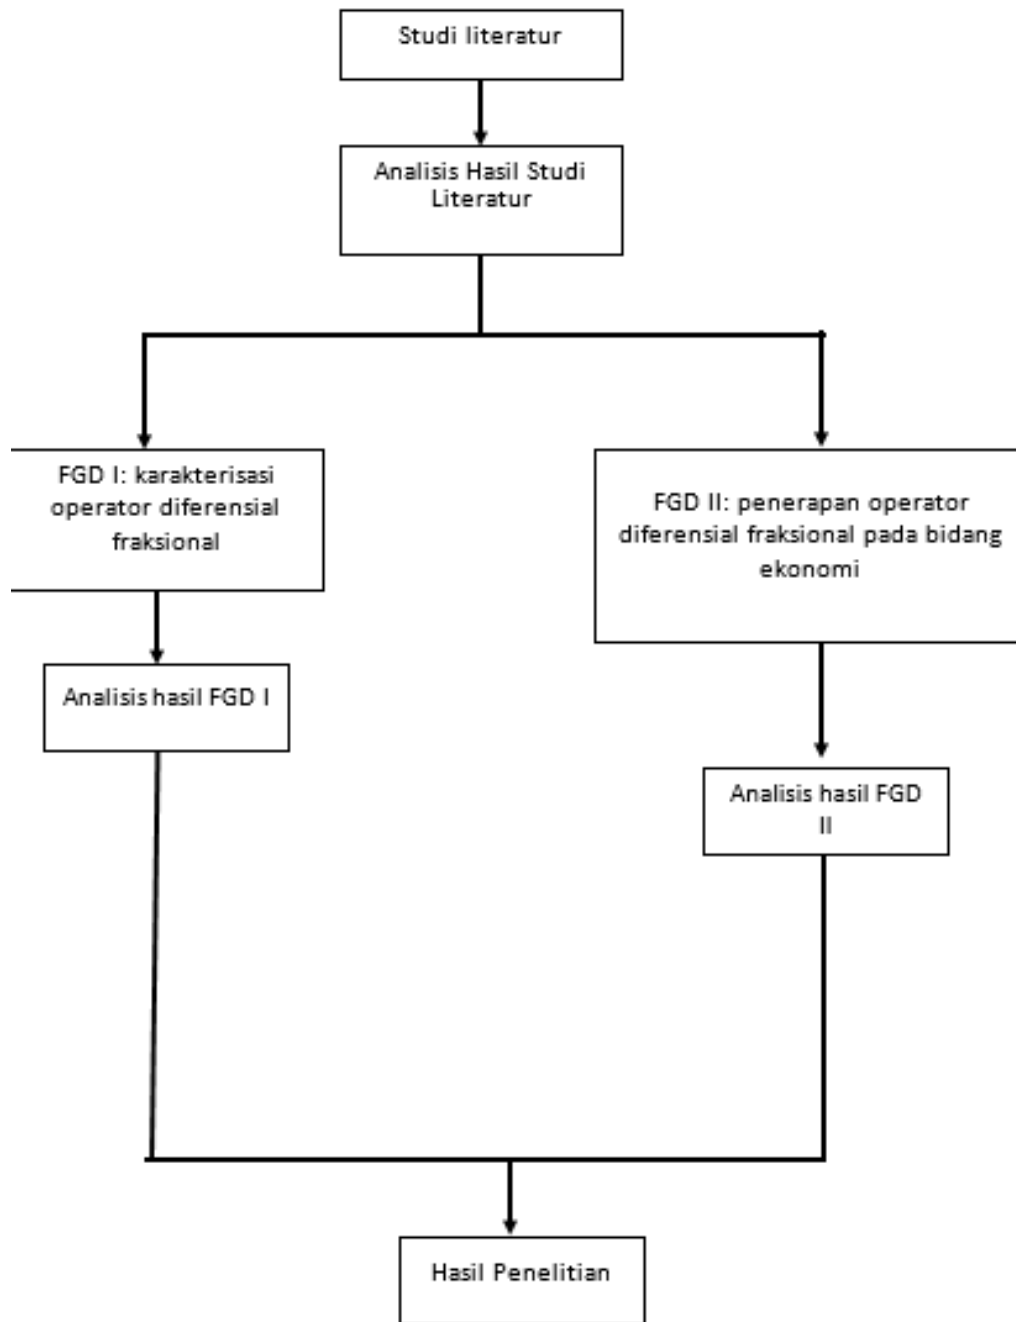 Studi literatur
Analisis Hasil Studi
Literatur
FGD I: karakterisasi
operator diferensial
fraksional
FGD II: penerapan operator
diferensial fraksional pada bidang
ekonomi
Analisis hasil FGD I
Analisis hasil FGD
II
Hasil Penelitian